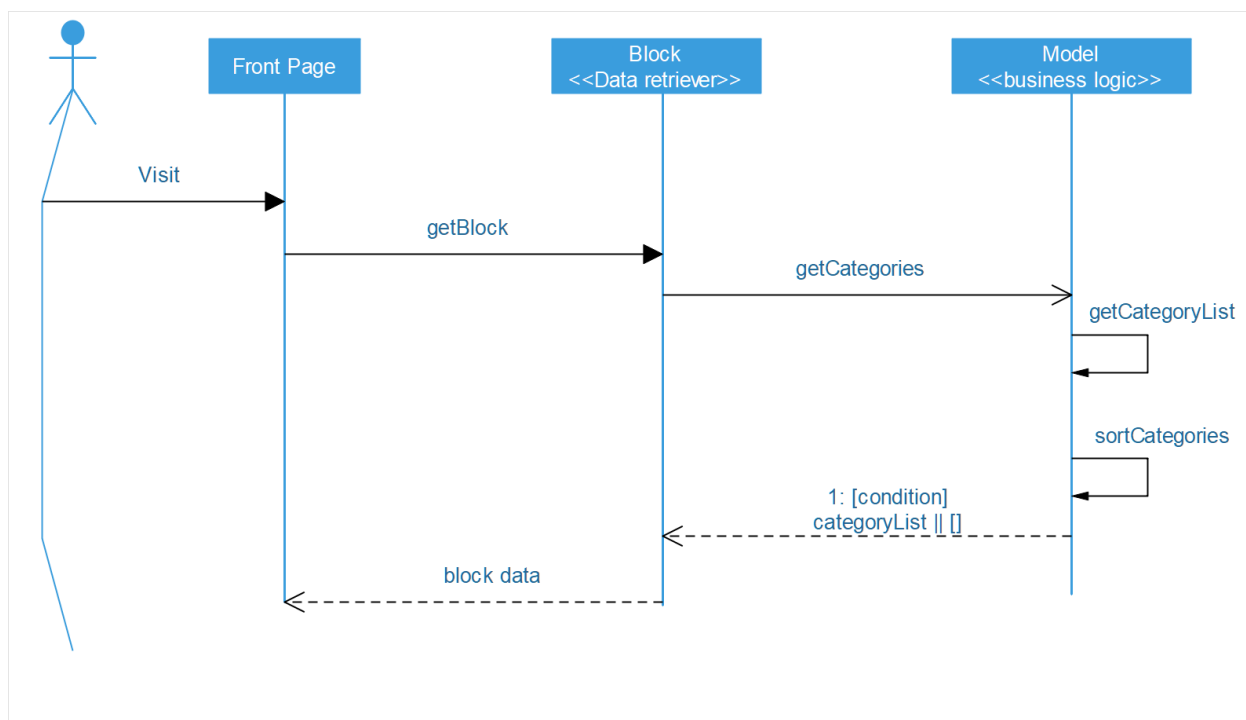 Front Page
Block
<<Data retriever>>
Model
<<business logic>>
Visit
getBlock
getCategories
getCategoryList
sortCategories
1: [condition]
categoryList || []
block data